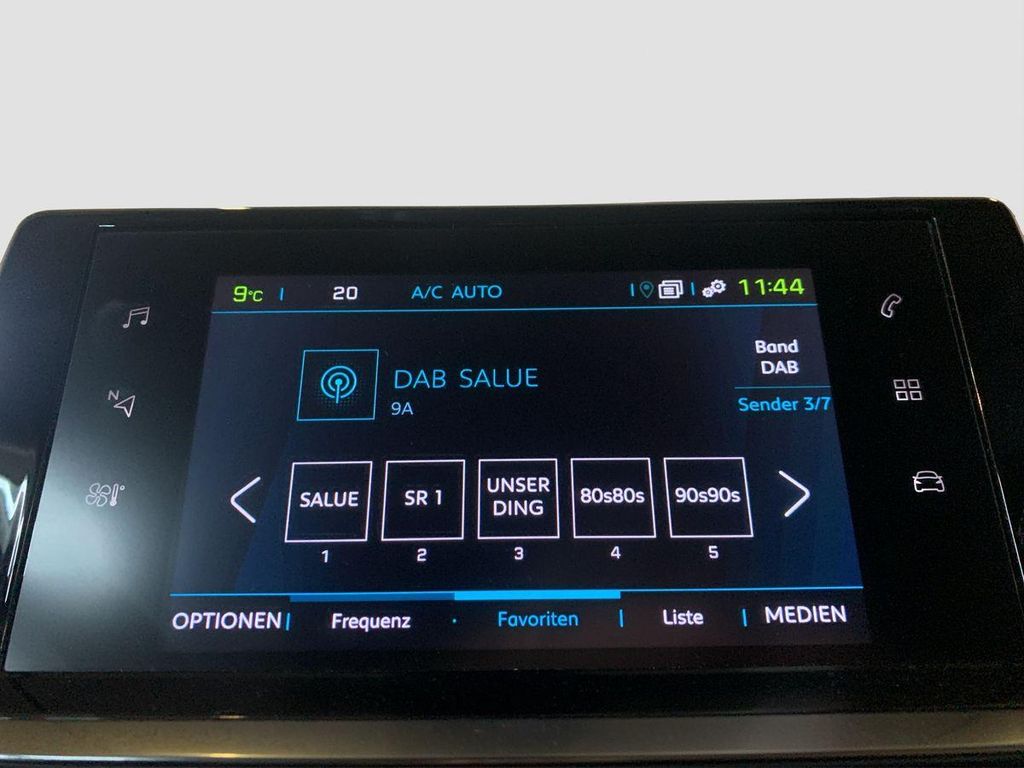 9°C | 20 A/C AUTO 11:44
Band
DAB
DAB SALUE
9A
Sender 3/7
N
SALUE SR 1 UNSER DING 80s80s 90s90s
1 2 3 4 5
OPTIONEN | Frequenz · Favoriten | Liste | MEDIEN